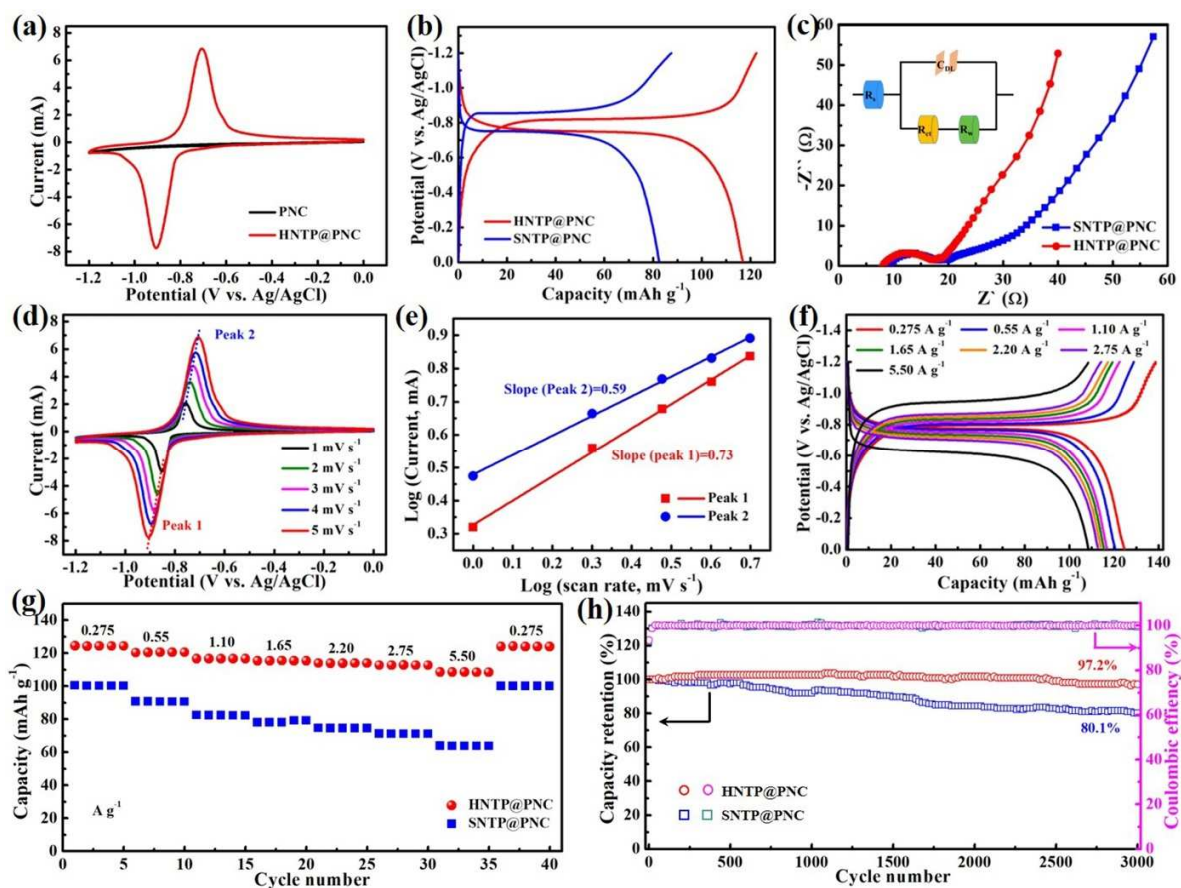 (a)
8
6
4
2
0
-2
-4
-6
-8
Current (mA)
PNC
HNTP@PNC
-1.2
-1.0
-0.8
-0.6
-0.4
-0.2
0.0
Potential (V vs. Ag/AgCl)
(b)
-1.2
-1.0
-0.8
-0.4
-0.2
0.0
Potential (V vs. Ag/AgCl)
HNTP@PNC
SNTP@PNC
0
20
40
60
80
100
120
Capacity (mAh g-1)
(c)
60
50
40
30
20
10
0
-Z`` (Ω)
CDL
Rs
Rct
Rw
SNTP@PNC
HNTP@PNC
0
10
20
30
40
50
60
Z` (Ω)
(d)
8
6
4
2
0
-2
-4
-6
-8
Current (mA)
Peak 2
Peak 1
1 mV s-1
2 mV s-1
3 mV s-1
4 mV s-1
5 mV s-1
-1.2
-1.0
-0.8
-0.6
-0.4
-0.2
0.0
Potential (V vs. Ag/AgCl)
(e)
0.9
0.8
0.7
0.6
0.5
0.4
0.3
Log (Current, mA)
Slope (Peak 2)=0.59
Slope (peak 1)=0.73
Peak 1
Peak 2
0.0
0.1
0.2
0.3
0.4
0.5
0.6
0.7
Log (scan rate, mV s-1)
(f)
-1.4
-1.2
-1.0
-0.8
-0.6
-0.4
-0.2
0.0
Potential (V vs. Ag/AgCl)
0.275 A g-1
0.55 A g-1
1.10 A g-1
1.65 A g-1
2.20 A g-1
2.75 A g-1
5.50 A g-1
0
20
40
60
80
100
120
140
Capacity (mAh g-1)
(g)
140
120
100
80
60
40
20
0
Capacity (mAh g-1)
0.275
0.55
1.10
1.65
2.20
2.75
5.50
0.275
A g-1
HNTP@PNC
SNTP@PNC
0
5
10
15
20
25
30
35
40
Cycle number
(h)
140
120
100
80
60
40
20
0
Capacity retention (%)
97.2%
80.1%
HNTP@PNC
SNTP@PNC
100
80
60
40
20
0
Coulombic effiency (%)
0
500
1000
1500
2000
2500
3000
Cycle number